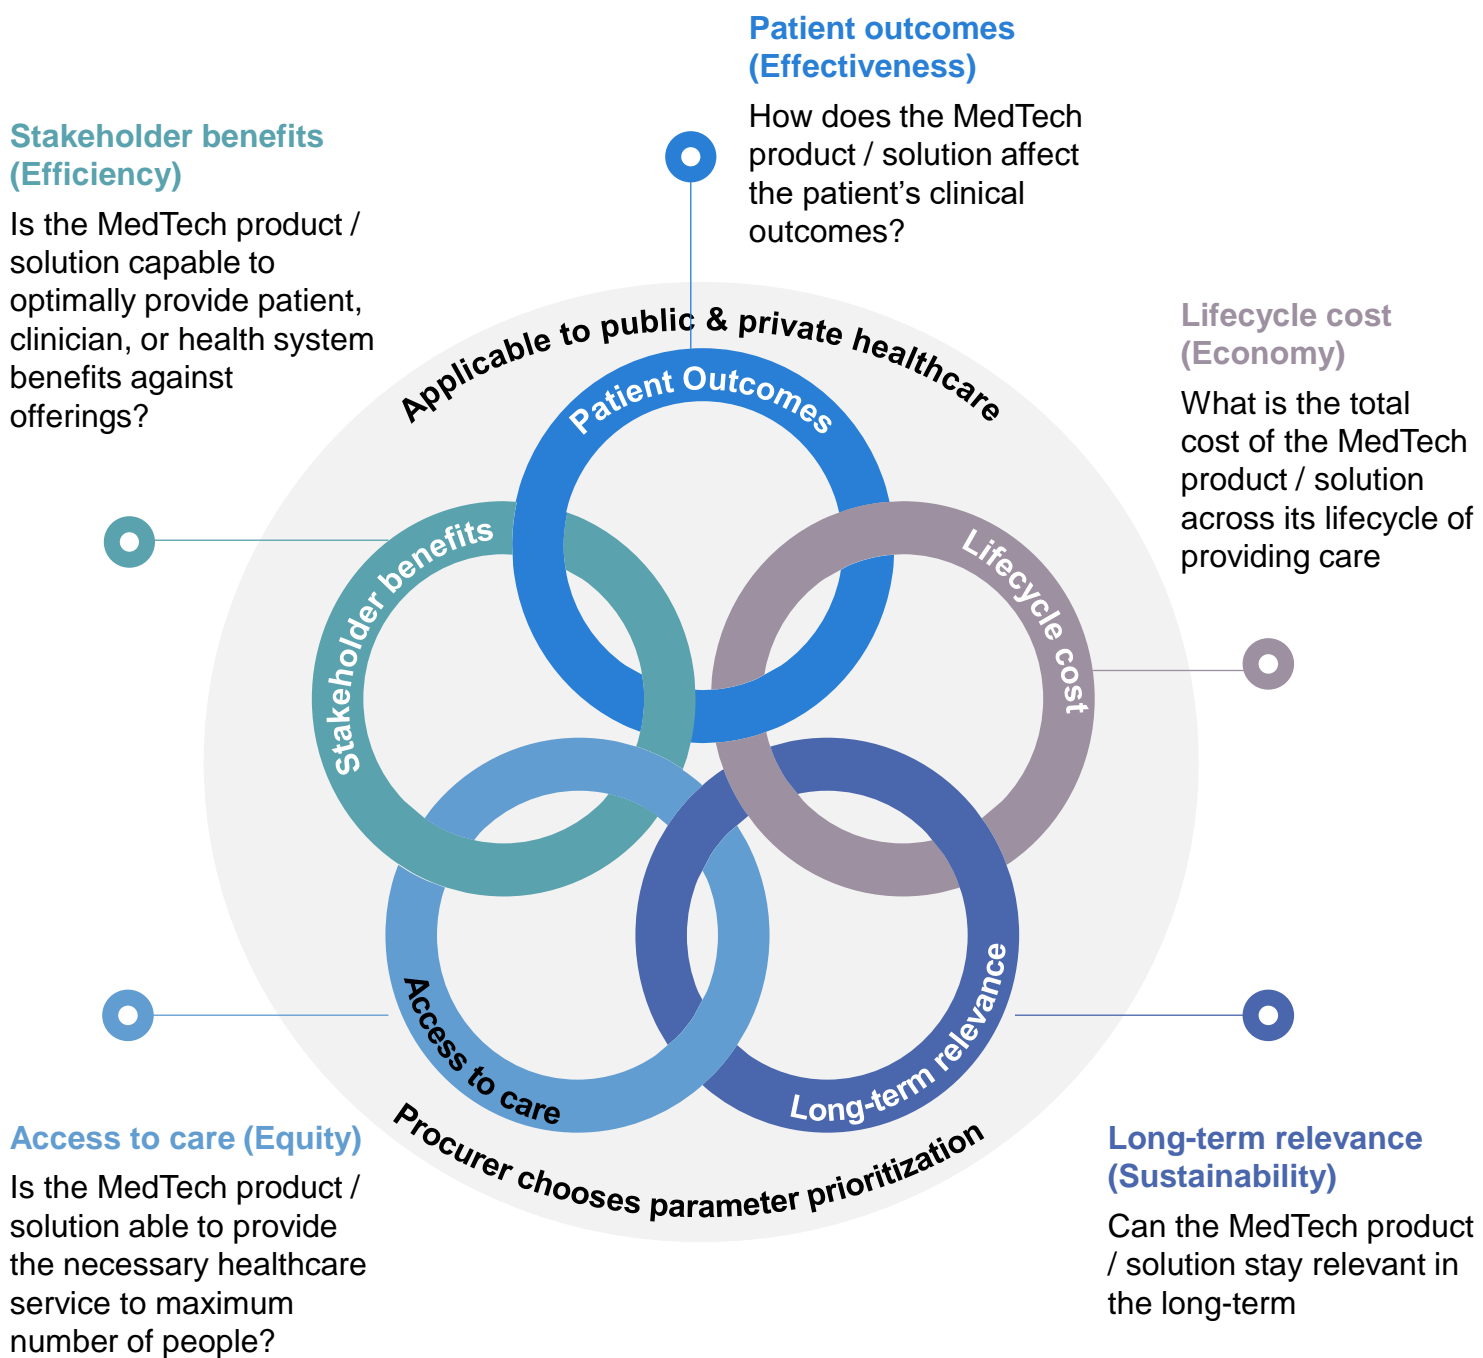 Patient outcomes
(Effectiveness)
How does the MedTech
product / solution affect
the patient's clinical
outcomes?
Stakeholder benefits
(Efficiency)
Is the MedTech product /
solution capable to
optimally provide patient,
clinician, or health system
benefits against
offerings?
Lifecycle cost
(Economy)
What is the total
cost of the MedTech
product / solution
across its lifecycle of
providing care
Applicable to public & private healthcare
Patient Outcomes
Stakeholder benefits
Lifecycle cost
Access to care
Long-term relevance
Procurer chooses parameter prioritization
Access to care (Equity)
Is the MedTech product /
solution able to provide
the necessary healthcare
service to maximum
number of people?
Long-term relevance
(Sustainability)
Can the MedTech product
/ solution stay relevant in
the long-term